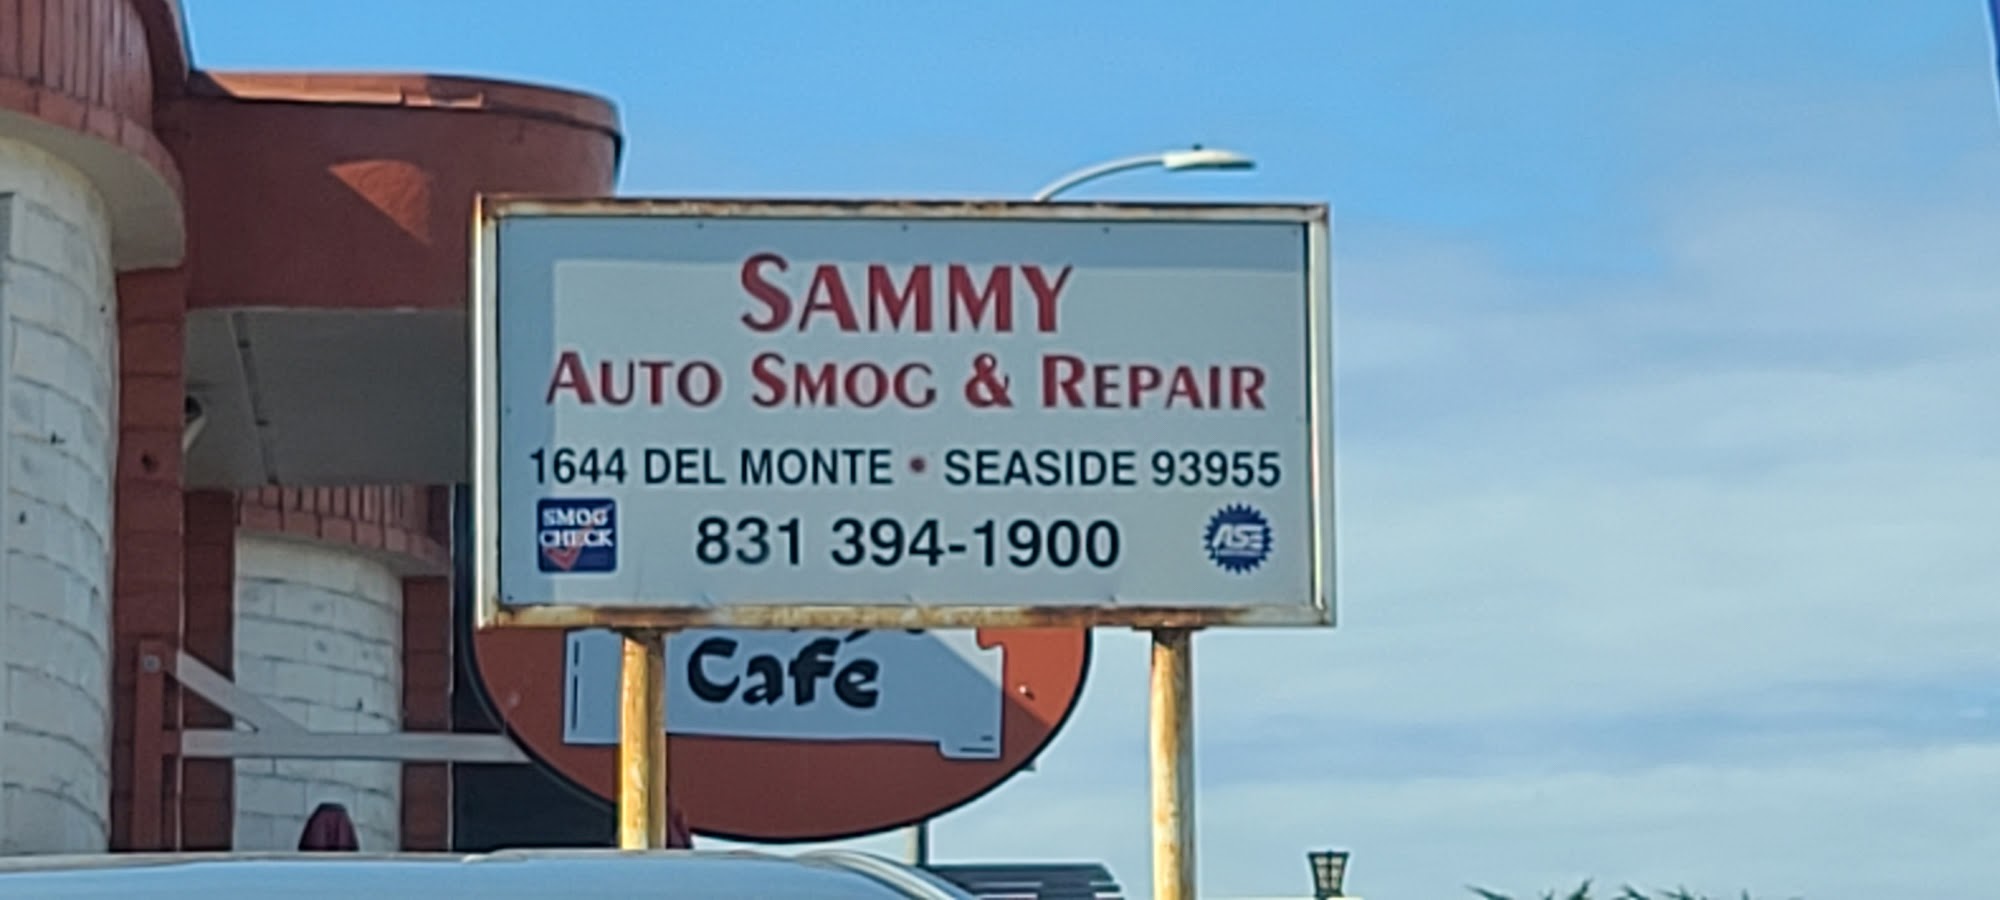 SAMMY
AUTO SMOG & REPAIR
1644 DEL MONTE • SEASIDE 93955
SMOG
CHECK
831 394-1900
ASE
Café